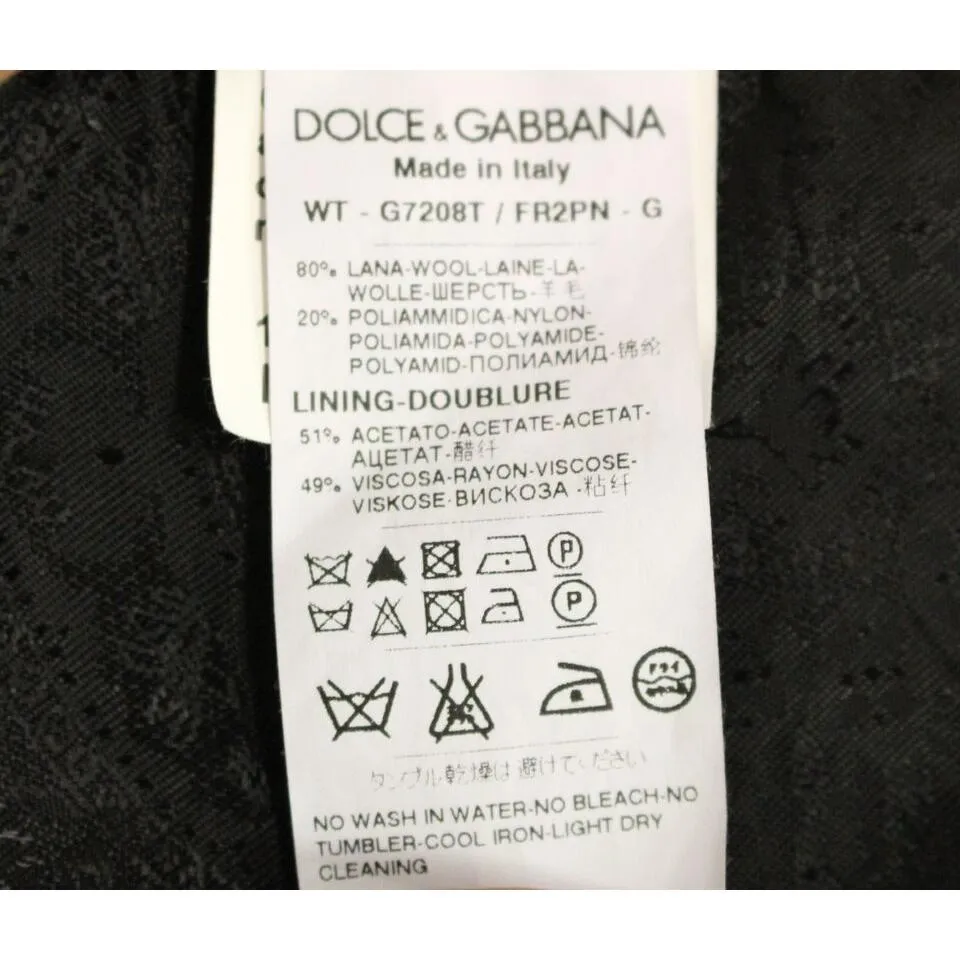 DOLCE & GABBANA
Made in Italy
WT - G7208T / FR2PN - G
80% LANA-WOOL-LAINE-LA-
WOLLE-ШЕРСТЬ-羊毛
20% POLIAMMIDICA-NYLON-
POLIAMIDA-POLYAMIDE-
POLYAMID-ПОЛИАМИД-锦纶
LINING-DOUBLURE
51% ACETATO-ACETATE-ACETAT-
АЦЕТАТ-醋纤
49% VISCOSA-RAYON-VISCOSE-
VISKOSE-ВИСКОЗА-粘纤
P
P
ドライ
タンブル乾燥は避けてください
NO WASH IN WATER-NO BLEACH-NO
TUMBLER-COOL IRON-LIGHT DRY
CLEANING